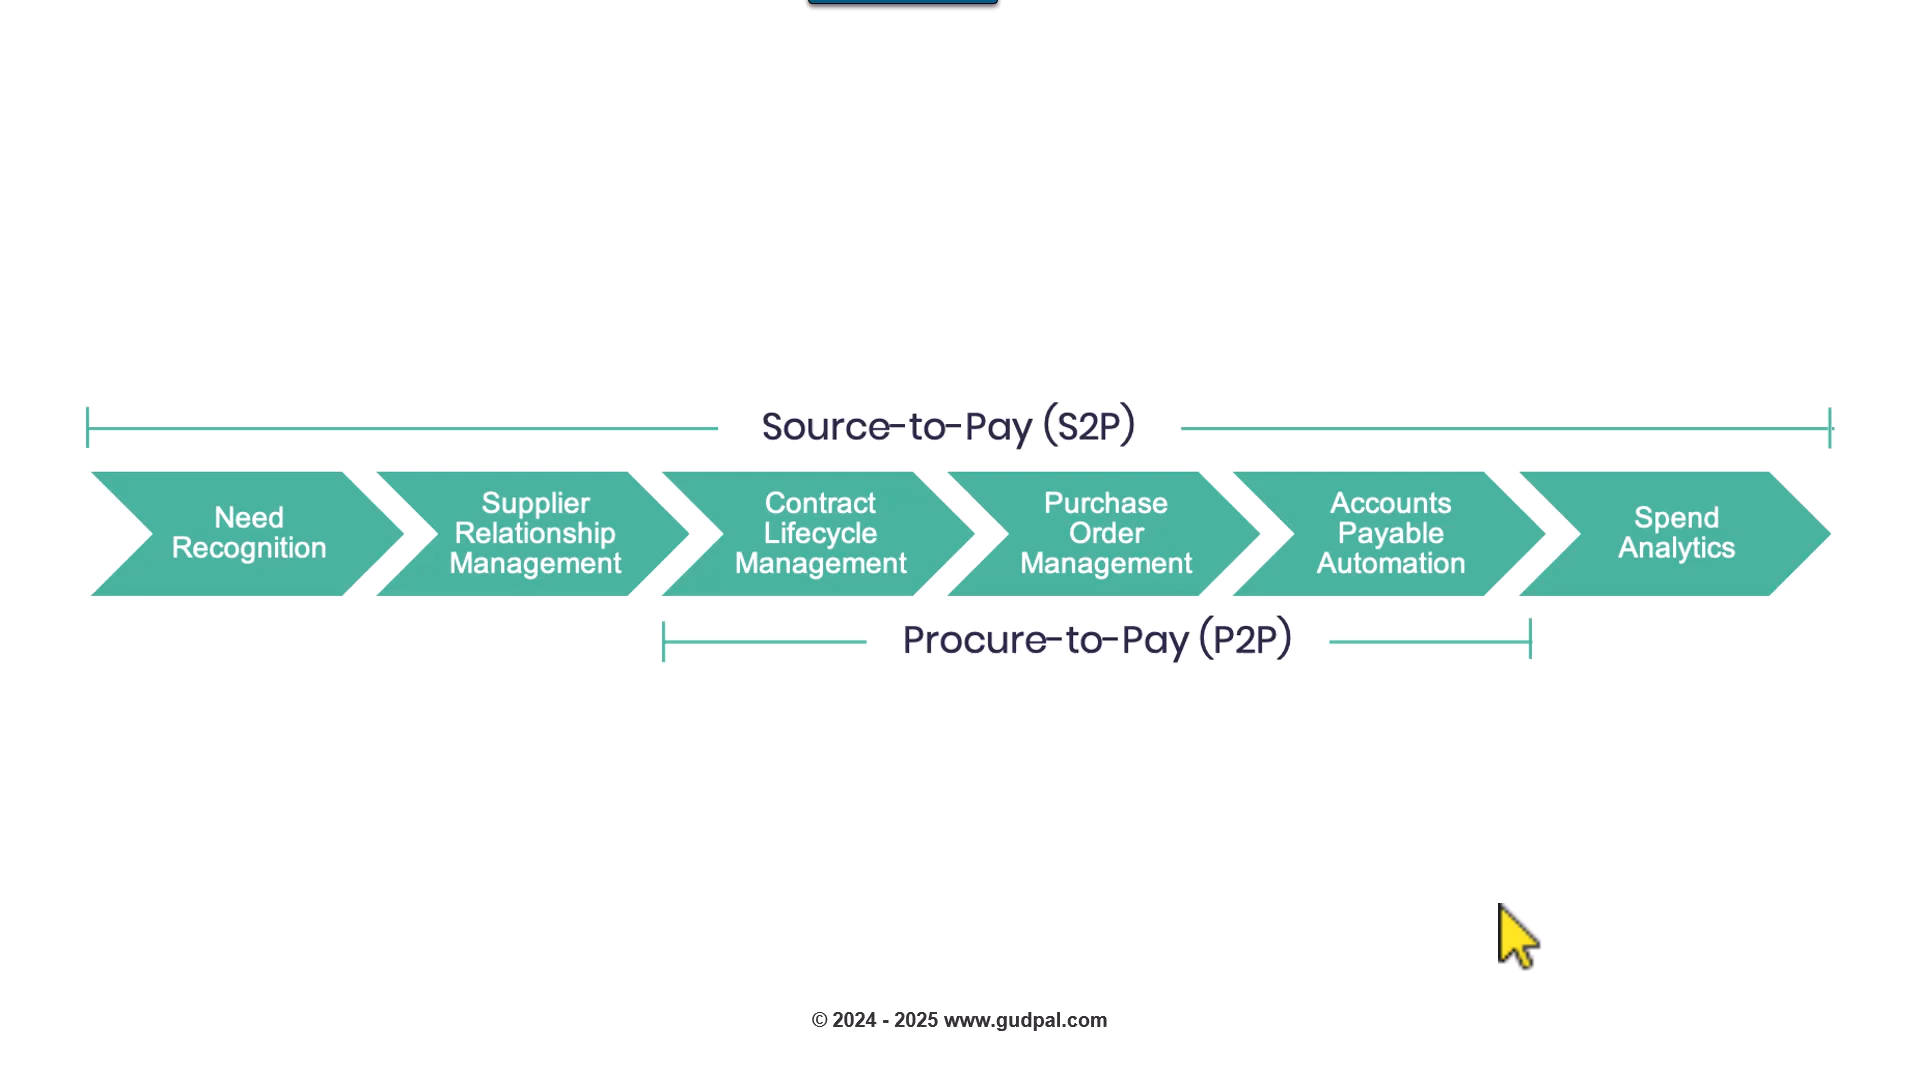 Source-to-Pay (S2P)
Need
Recognition
Supplier
Relationship
Management
Contract
Lifecycle
Management
Purchase
Order
Management
Accounts
Payable
Automation
Spend
Analytics
Procure-to-Pay (P2P)
© 2024 - 2025 www.gudpal.com